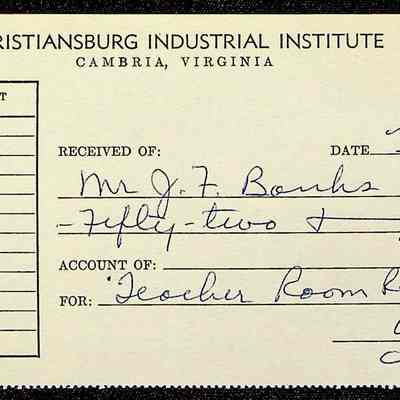 RISTIANSBURG INDUSTRIAL INSTITUTE
CAMBRIA, VIRGINIA
T
RECEIVED OF: DATE
Mr J. F. Banks
-Fifty-two &
ACCOUNT OF:
FOR: Teacher Room R